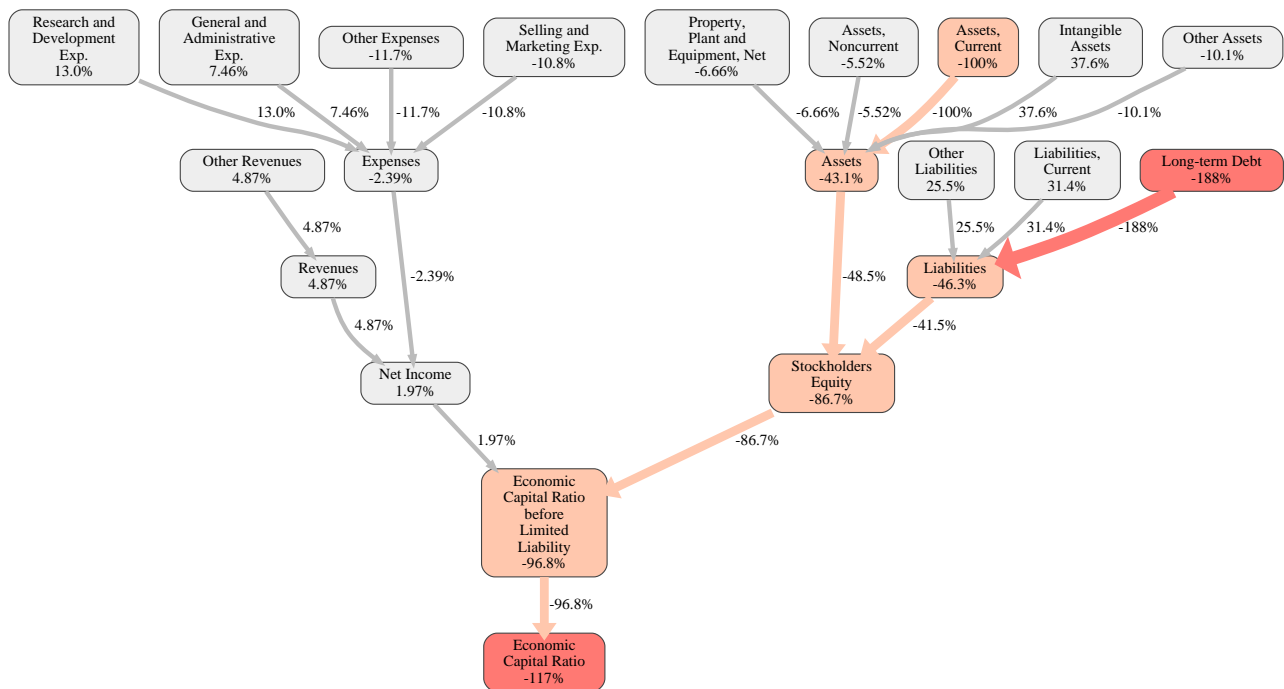 Research and
Development Exp.
13.0%
General and
Administrative
Exp.
7.46%
Other Expenses
-11.7%
Selling and
Marketing Exp.
-10.8%
Property,
Plant and
Equipment, Net
-6.66%
Assets,
Noncurrent
-5.52%
Assets,
Current
-100%
Intangible
Assets
37.6%
Other Assets
-10.1%
13.0%
7.46%
-11.7%
-10.8%
-6.66%
-5.52%
-100%
37.6%
-10.1%
Other Revenues
4.87%
Expenses
-2.39%
Assets
-43.1%
Other
Liabilities
25.5%
Liabilities,
Current
31.4%
Long-term Debt
-188%
4.87%
25.5%
31.4%
-188%
Revenues
4.87%
-2.39%
-48.5%
Liabilities
-46.3%
4.87%
-41.5%
Net Income
1.97%
Stockholders
Equity
-86.7%
1.97%
-86.7%
Economic
Capital Ratio
before
Limited
Liability
-96.8%
-96.8%
Economic
Capital Ratio
-117%